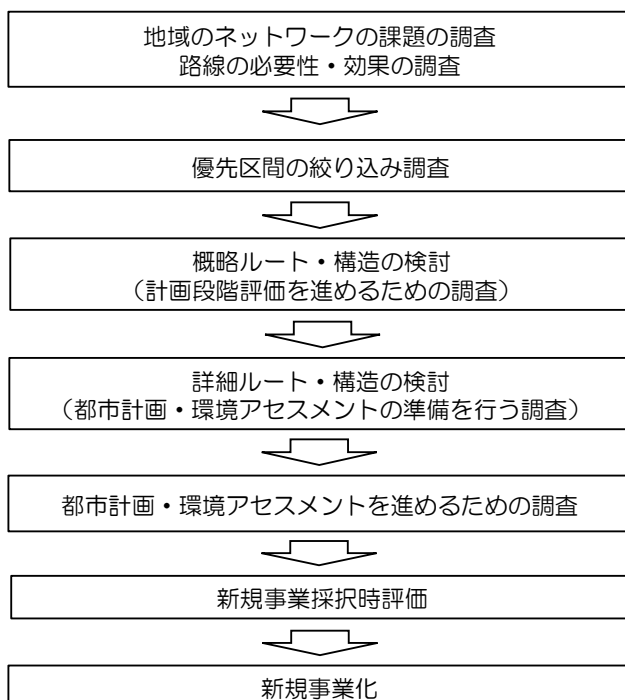 地域のネットワークの課題の調査
路線の必要性・効果の調査
優先区間の絞り込み調査
概略ルート・構造の検討
（計画段階評価を進めるための調査）
詳細ルート・構造の検討
（都市計画・環境アセスメントの準備を行う調査）
都市計画・環境アセスメントを進めるための調査
新規事業採択時評価
新規事業化